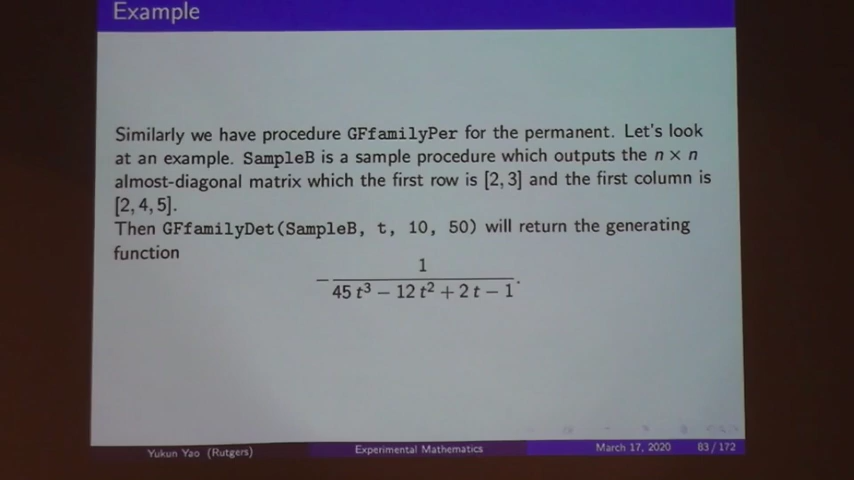 Example
Similarly we have procedure GFfamilyPer for the permanent. Let's look
at an example. SampleB is a sample procedure which outputs the n × n
almost-diagonal matrix which the first row is [2, 3] and the first column is
[2, 4, 5].
Then GFfamilyDet(SampleB, t, 10, 50) will return the generating
function
− 1 / (45 t³ − 12 t² + 2 t − 1) .
Yukun Yao (Rutgers) Experimental Mathematics March 17, 2020 83 / 172